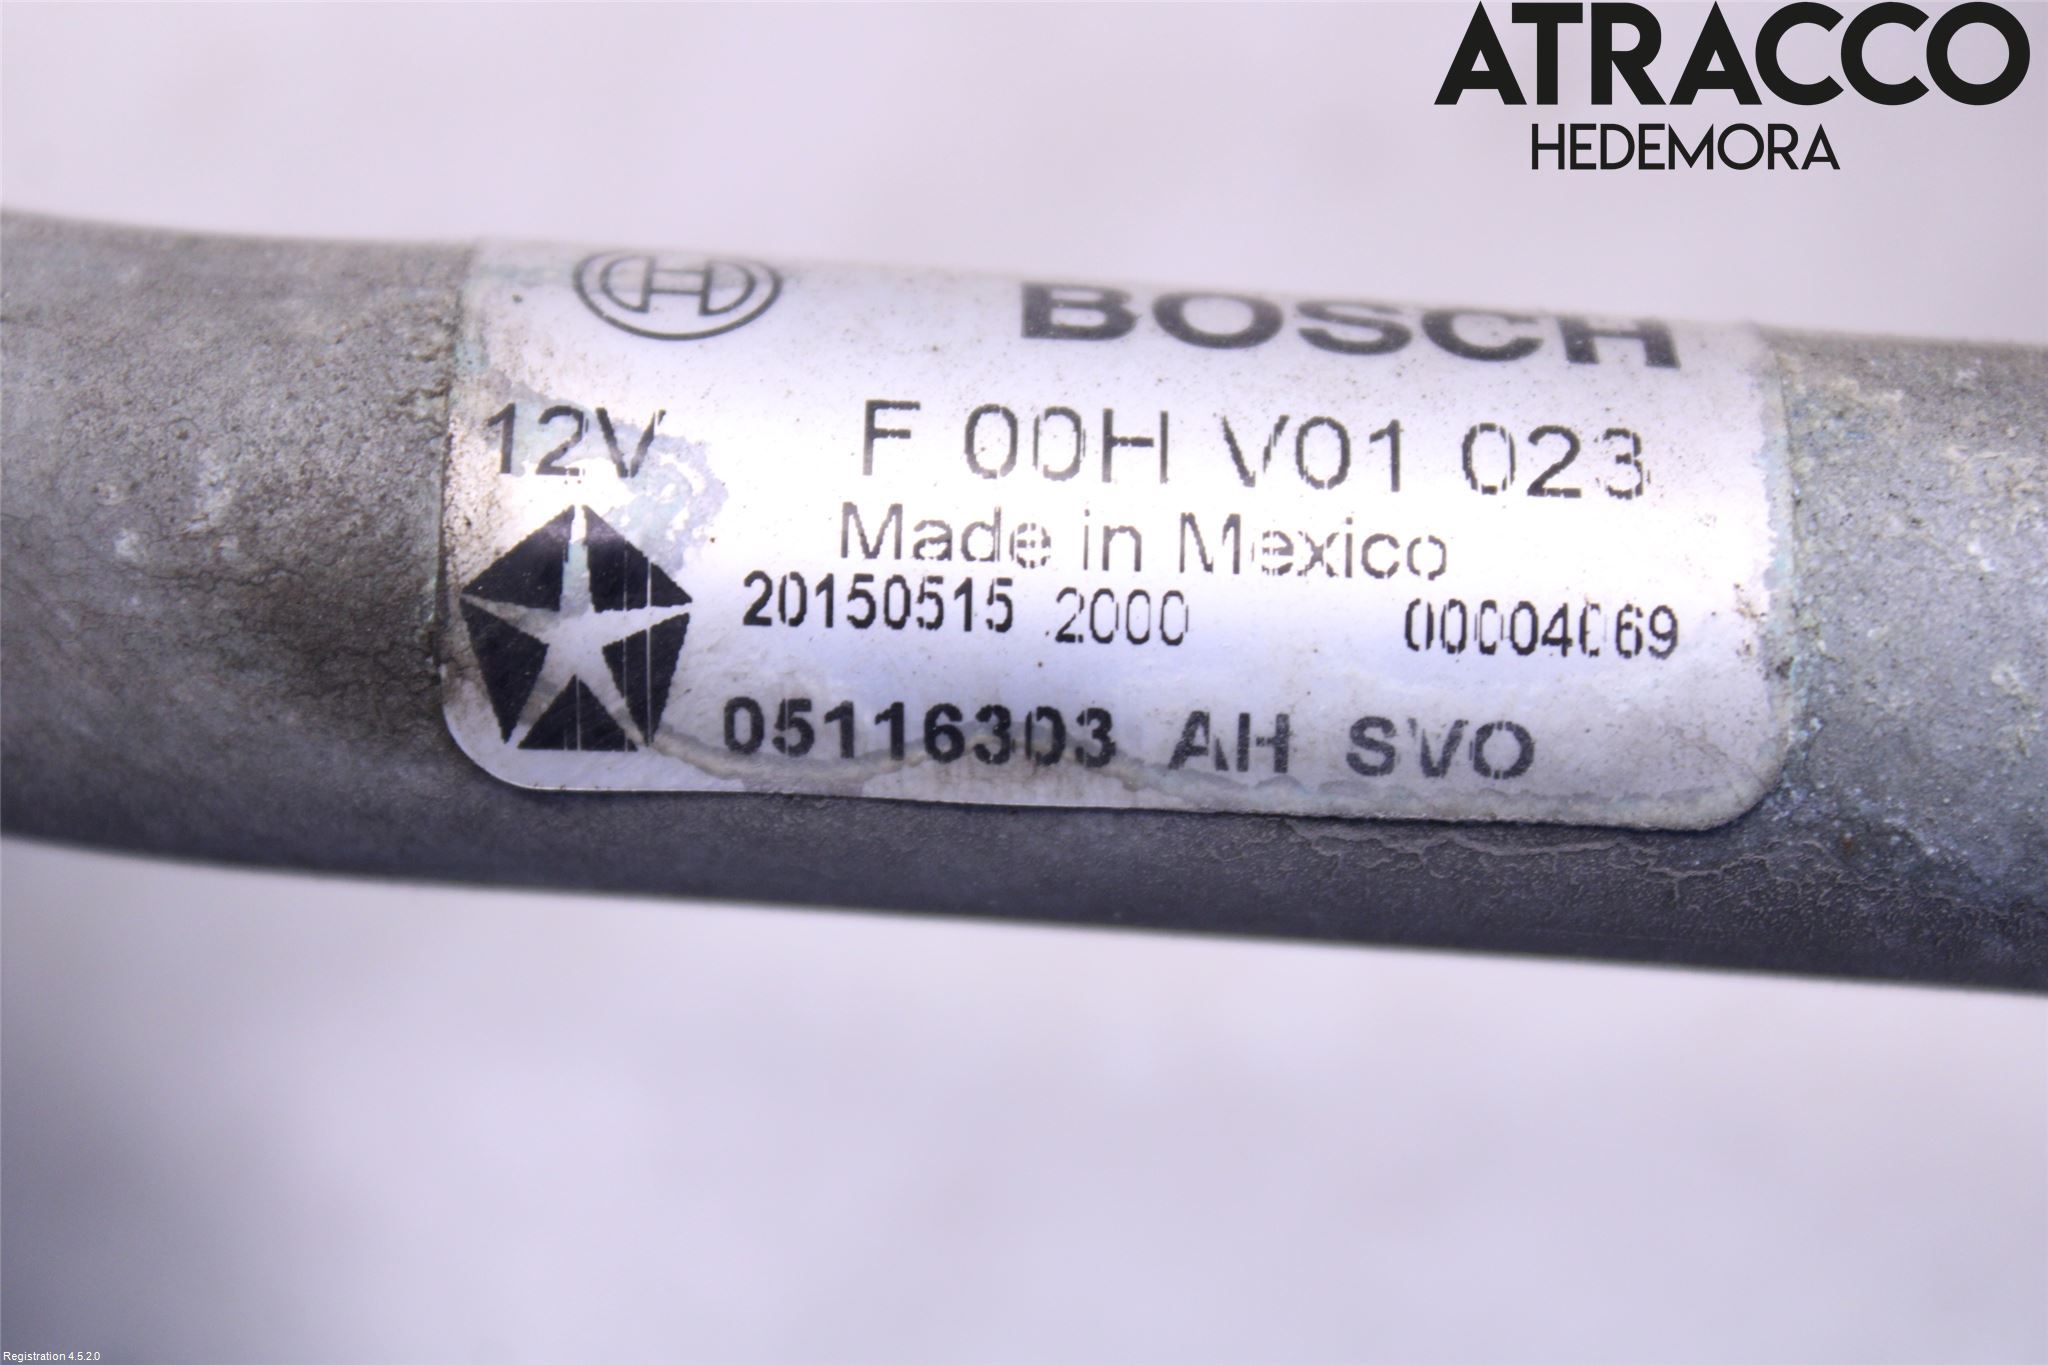 ATRACCO
HEDEMORA
BOSCH
12V F 00H V01 023
Made in Mexico
20150515 2000 00004069
05116303 AH SVO
Registration 4.5.2.0